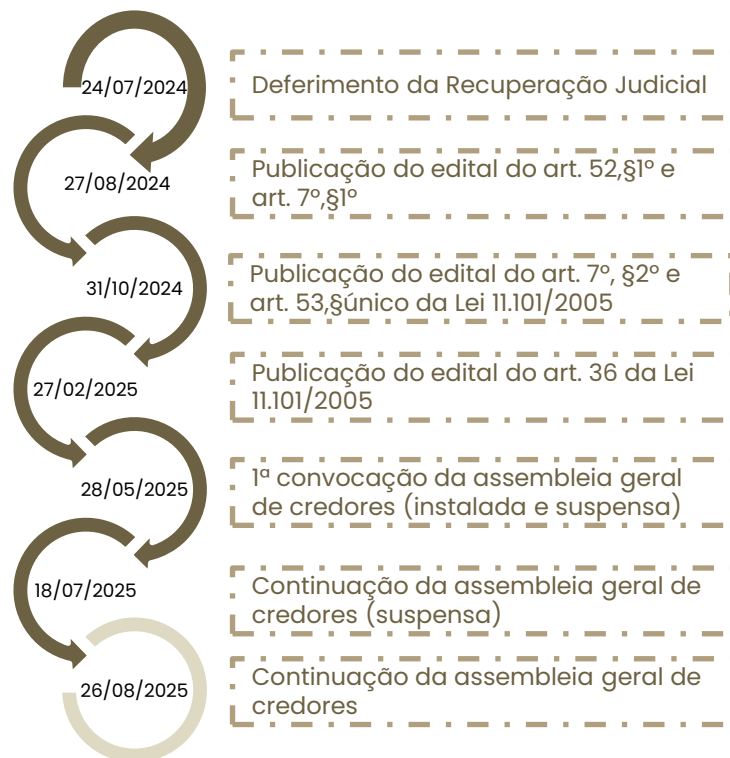 24/07/2024
Deferimento da Recuperação Judicial
27/08/2024
Publicação do edital do art. 52,§1º e
art. 7º,§1º
31/10/2024
Publicação do edital do art. 7º, §2º e
art. 53,§único da Lei 11.101/2005
27/02/2025
Publicação do edital do art. 36 da Lei
11.101/2005
28/05/2025
1ª convocação da assembleia geral
de credores (instalada e suspensa)
18/07/2025
Continuação da assembleia geral de
credores (suspensa)
26/08/2025
Continuação da assembleia geral de
credores